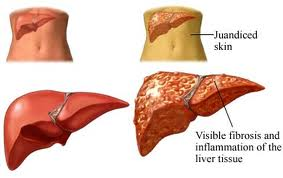 Juandiced
skin
Visible fibrosis and
inflammation of the
liver tissue